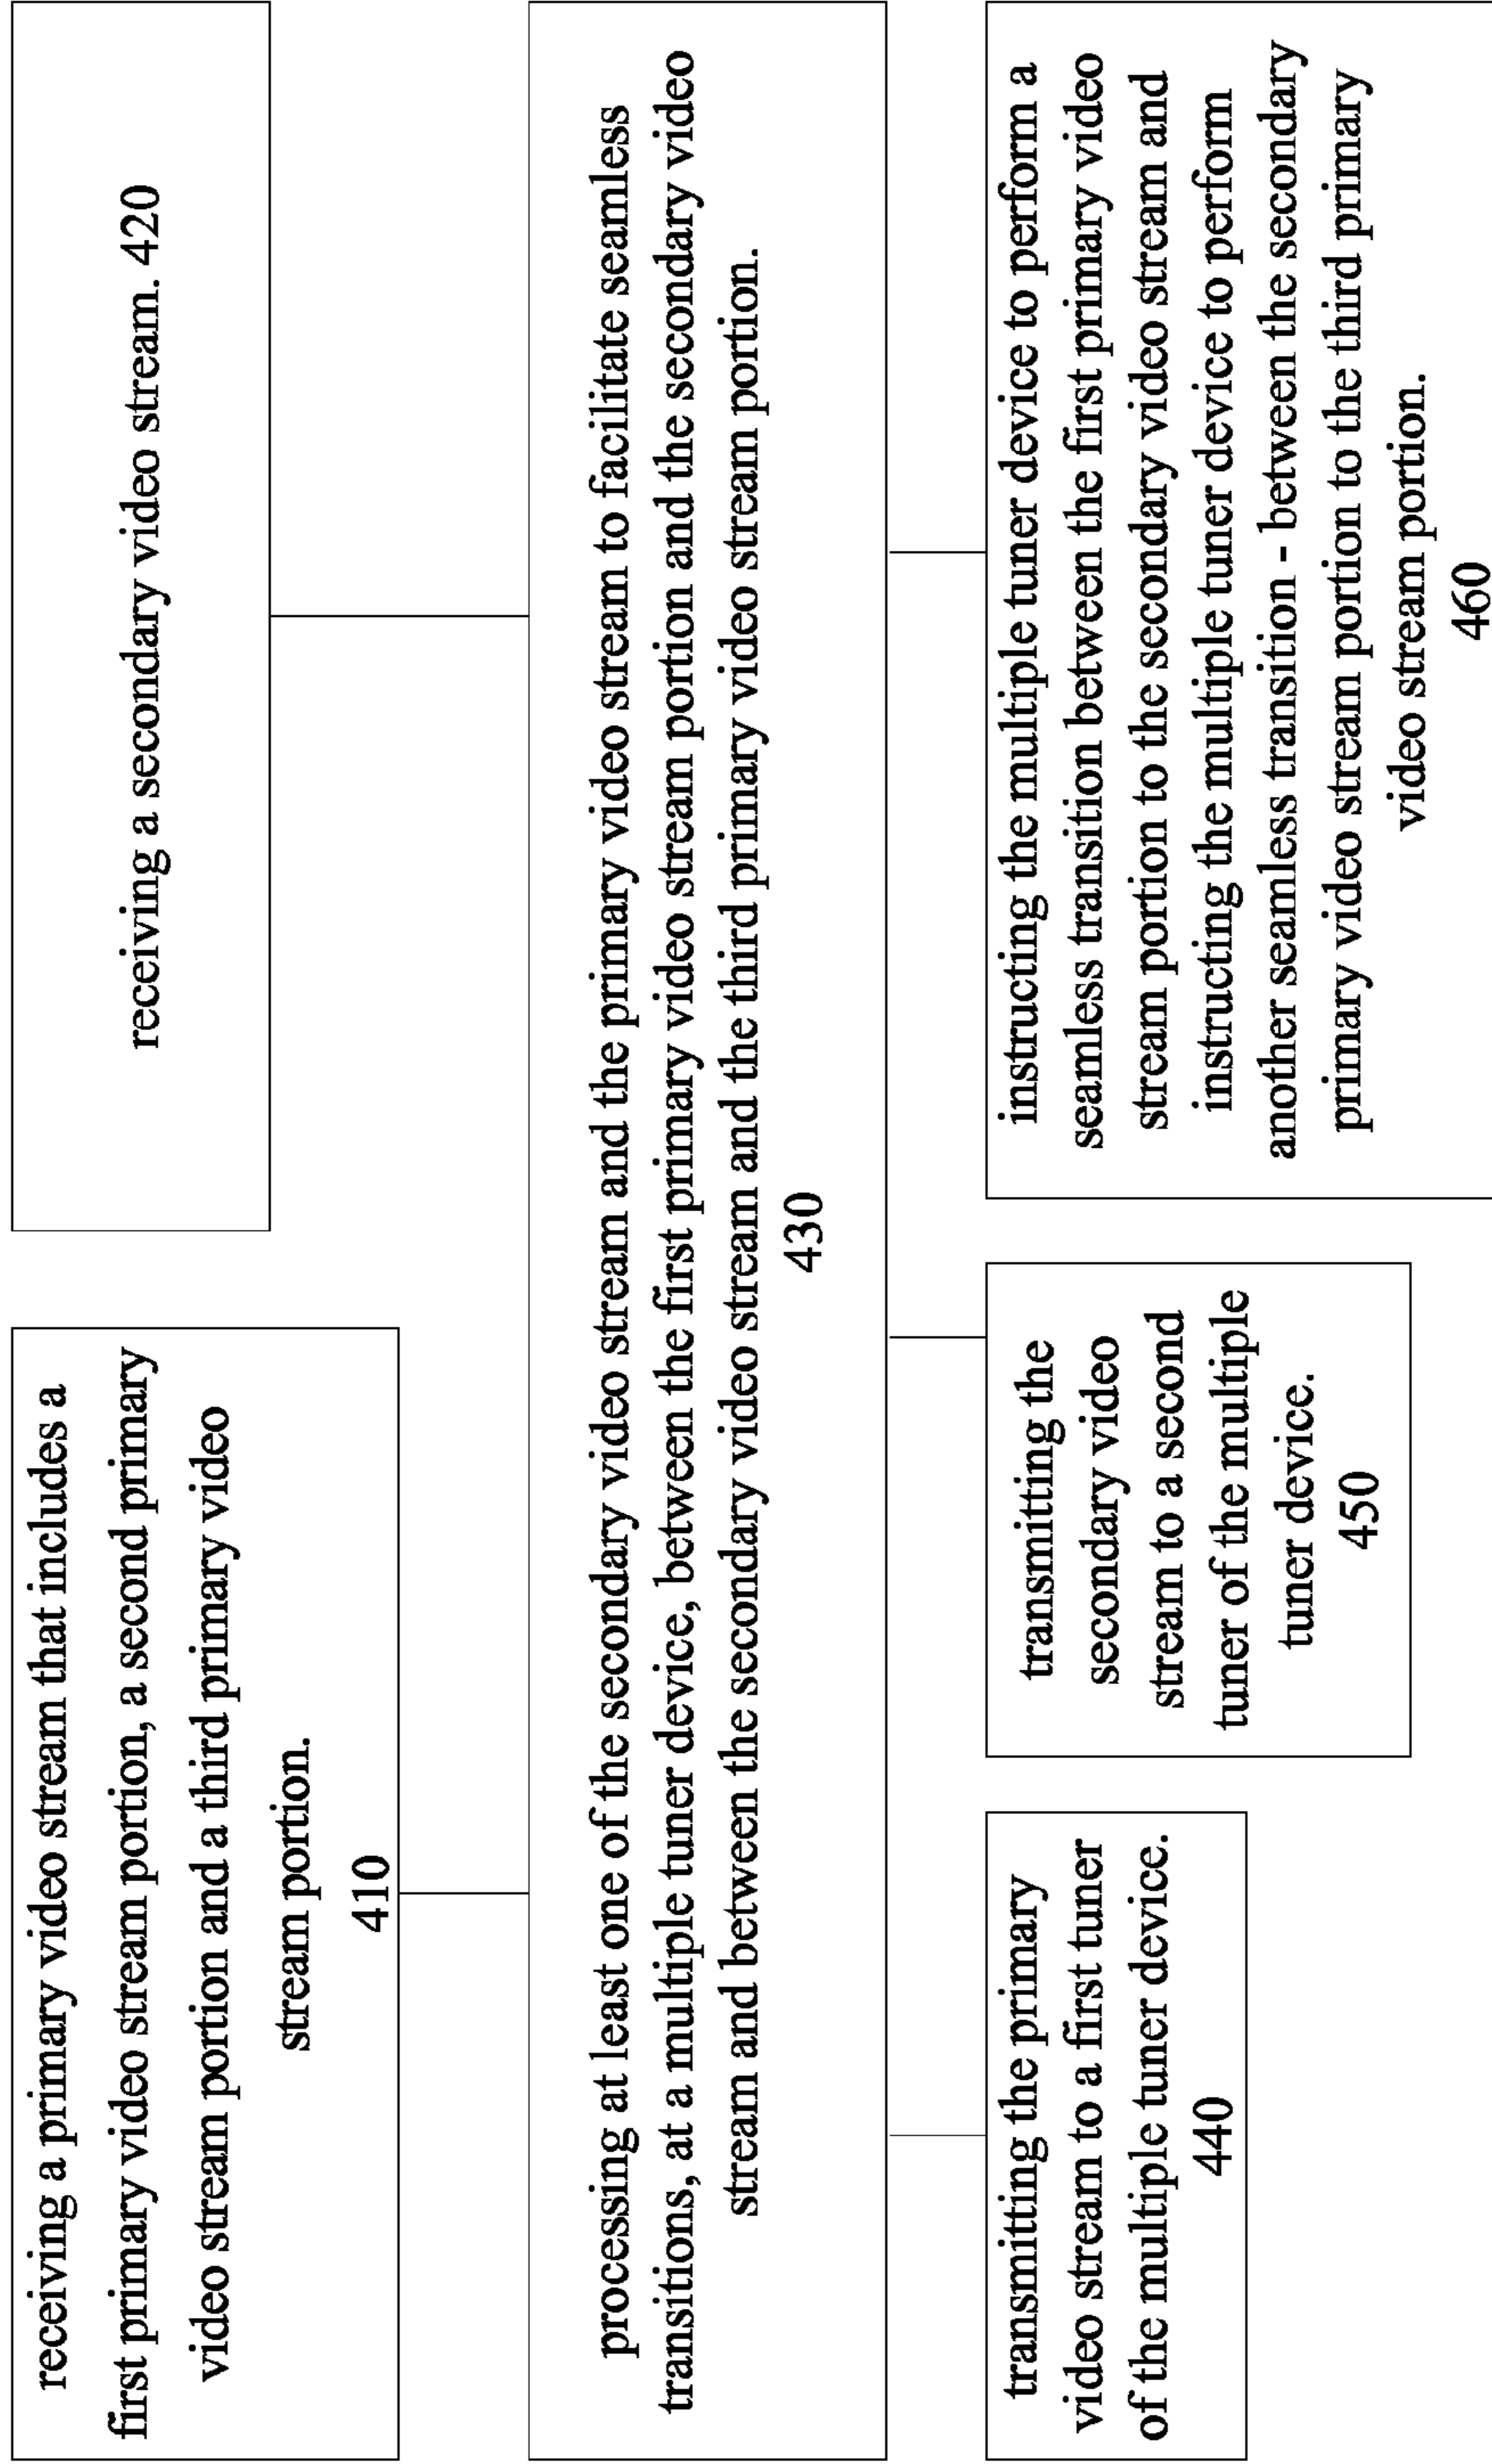 receiving a primary video stream that includes a
first primary video stream portion, a second primary
video stream portion and a third primary video
stream portion.
410
receiving a secondary video stream. 420
processing at least one of the secondary video stream and the primary video stream to facilitate seamless
transitions, at a multiple tuner device, between the first primary video stream portion and the secondary video
stream and between the secondary video stream and the third primary video stream portion.
430
transmitting the primary
video stream to a first tuner
of the multiple tuner device.
440
transmitting the
secondary video
stream to a second
tuner of the multiple
tuner device.
450
instructing the multiple tuner device to perform a
seamless transition between the first primary video
stream portion to the secondary video stream and
instructing the multiple tuner device to perform
another seamless transition - between the secondary
primary video stream portion to the third primary
video stream portion.
460